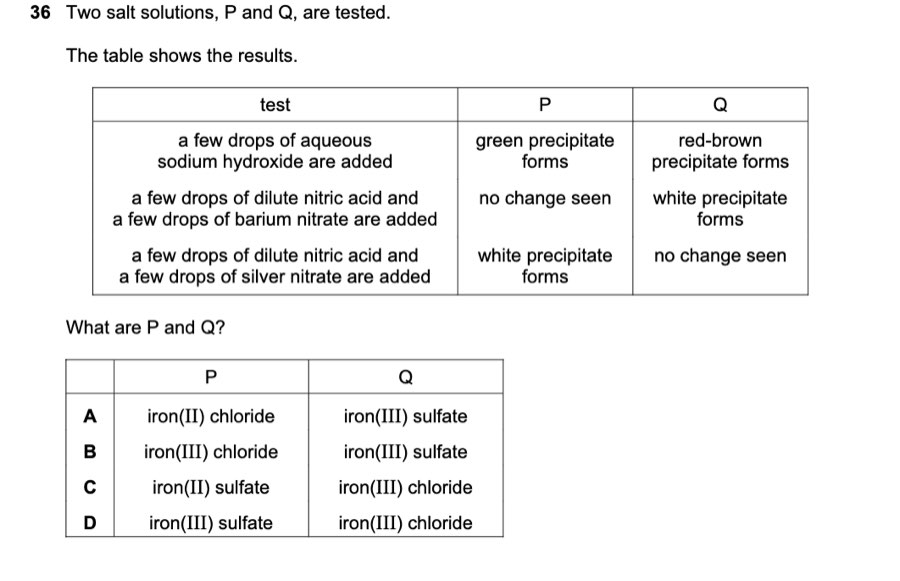 36 Two salt solutions, P and Q, are tested.
The table shows the results.
test P Q
a few drops of aqueous
sodium hydroxide are added
green precipitate
forms
red-brown
precipitate forms
a few drops of dilute nitric acid and
a few drops of barium nitrate are added
no change seen
white precipitate
forms
a few drops of dilute nitric acid and
a few drops of silver nitrate are added
white precipitate
forms
no change seen
What are P and Q?
P Q
A iron(II) chloride iron(III) sulfate
B iron(III) chloride iron(III) sulfate
C iron(II) sulfate iron(III) chloride
D iron(III) sulfate iron(III) chloride